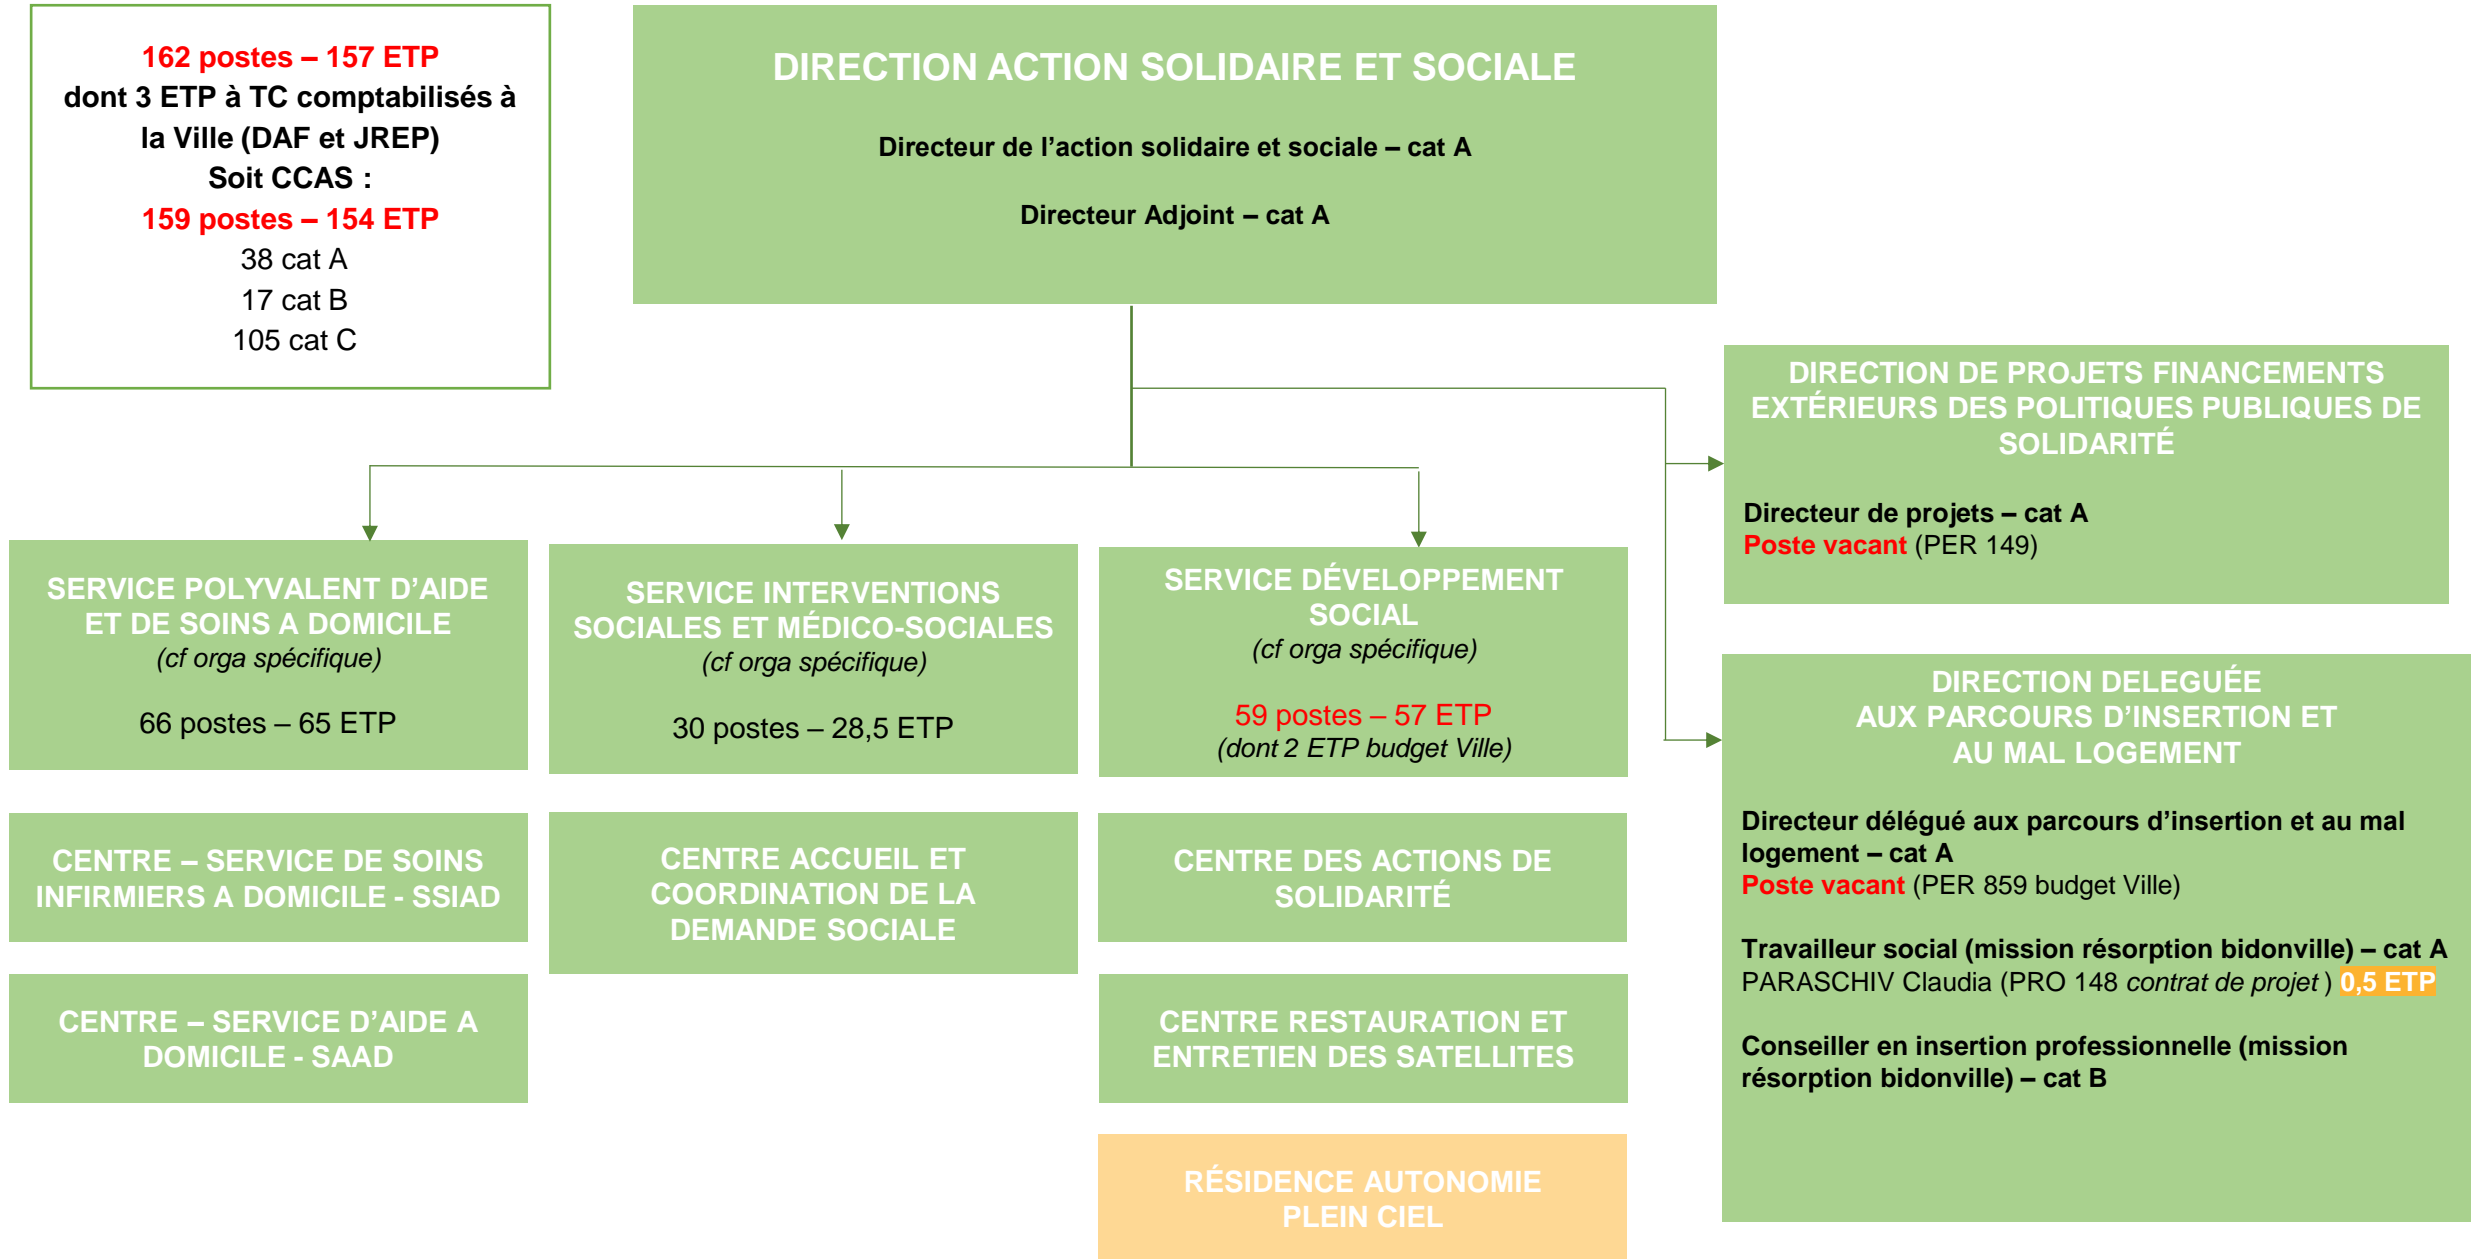 162 postes – 157 ETP
dont 3 ETP à TC comptabilisés à
la Ville (DAF et JREP)
Soit CCAS :
159 postes – 154 ETP
38 cat A
17 cat B
105 cat C
DIRECTION ACTION SOLIDAIRE ET SOCIALE
Directeur de l’action solidaire et sociale – cat A
Directeur Adjoint – cat A
DIRECTION DE PROJETS FINANCEMENTS
EXTÉRIEURS DES POLITIQUES PUBLIQUES DE
SOLIDARITÉ
Directeur de projets – cat A
Poste vacant (PER 149)
SERVICE POLYVALENT D’AIDE
ET DE SOINS A DOMICILE
(cf orga spécifique)
66 postes – 65 ETP
SERVICE INTERVENTIONS
SOCIALES ET MÉDICO-SOCIALES
(cf orga spécifique)
30 postes – 28,5 ETP
SERVICE DÉVELOPPEMENT
SOCIAL
(cf orga spécifique)
59 postes – 57 ETP
(dont 2 ETP budget Ville)
DIRECTION DELEGUÉE
AUX PARCOURS D’INSERTION ET
AU MAL LOGEMENT
Directeur délégué aux parcours d’insertion et au mal
logement – cat A
Poste vacant (PER 859 budget Ville)
Travailleur social (mission résorption bidonville) – cat A
PARASCHIV Claudia (PRO 148 contrat de projet ) 0,5 ETP
Conseiller en insertion professionnelle (mission
résorption bidonville) – cat B
CENTRE – SERVICE DE SOINS
INFIRMIERS A DOMICILE - SSIAD
CENTRE ACCUEIL ET
COORDINATION DE LA
DEMANDE SOCIALE
CENTRE DES ACTIONS DE
SOLIDARITÉ
CENTRE – SERVICE D’AIDE A
DOMICILE - SAAD
CENTRE RESTAURATION ET
ENTRETIEN DES SATELLITES
RÉSIDENCE AUTONOMIE
PLEIN CIEL